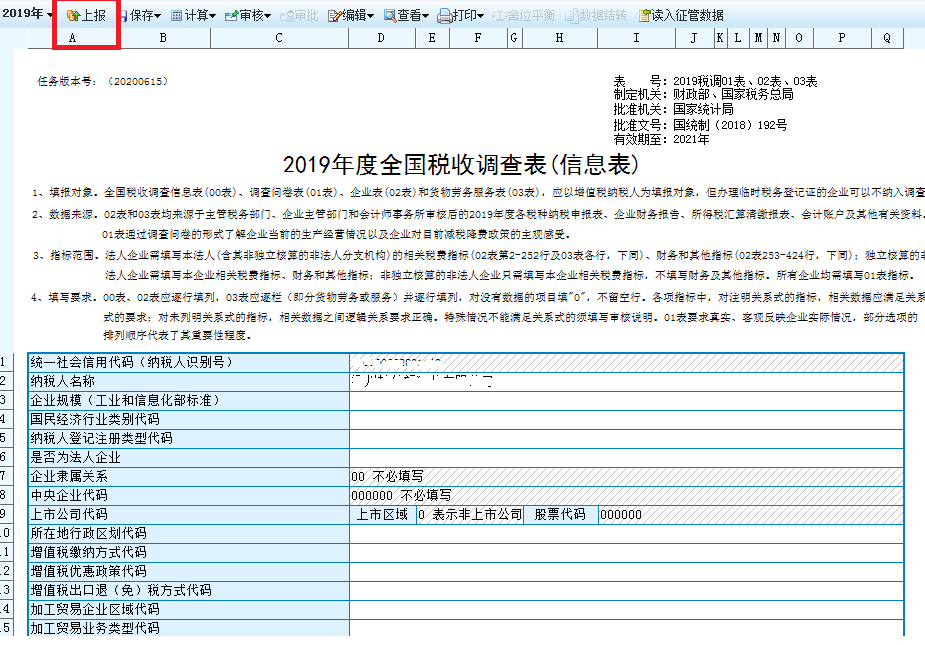 2019年 上报 保存 计算 审核 审批 编辑 查看 打印 舍位平衡 数据结转 读入征管数据
A B C D E F G H I J K L M N O P Q
任务版本号：（20200615）
表　　号：2019税调01表、02表、03表
制定机关：财政部、国家税务总局
批准机关：国家统计局
批准文号：国统制（2018）192号
有效期至：2021年
2019年度全国税收调查表(信息表)
1、填报对象。全国税收调查信息表(00表)、调查问卷表(01表)、企业表(02表)和货物劳务服务表(03表)，应以增值税纳税人为填报对象，但办理临时税务登记证的企业可以不纳入调查
2、数据来源。02表和03表均来源于主管税务部门、企业主管部门和会计师事务所审核后的2019年度各税种纳税申报表、企业财务报告、所得税汇算清缴报表、会计账户及其他有关资料.
01表通过调查问卷的形式了解企业当前的生产经营情况以及企业对目前减税降费政策的主观感受。
3、指标范围。法人企业需填写本法人(含其非独立核算的非法人分支机构)的相关税费指标(02表第2-252行及03表各行，下同)、财务和其他指标(02表253-424行，下同)；独立核算的
法人企业需填写本企业相关税费指标、财务和其他指标；非独立核算的非法人企业只需填写本企业相关税费指标，不填写财务及其他指标。所有企业均需填写01表指标。
4、填写要求。00表、02表应逐行填列，03表应逐栏（即分货物劳务或服务）并逐行填列，对没有数据的项目填"0"，不留空行。各项指标中，对注明关系式的指标，相关数据应满足关系
式的要求；对未列明关系式的指标，相关数据之间逻辑关系要求正确。特殊情况不能满足关系式的须填写审核说明。01表要求真实、客观反映企业实际情况，部分选项的
排列顺序代表了其重要性程度。
1 统一社会信用代码（纳税人识别号）
2 纳税人名称
3 企业规模（工业和信息化部标准）
4 国民经济行业类别代码
5 纳税人登记注册类型代码
6 是否为法人企业
7 企业隶属关系 00 不必填写
8 中央企业代码 000000 不必填写
9 上市公司代码 上市区域 0 表示非上市公司 股票代码 000000
0 所在地行政区划代码
1 增值税缴纳方式代码
2 增值税优惠政策代码
3 增值税出口退（免）税方式代码
4 加工贸易企业区域代码
5 加工贸易业务类型代码